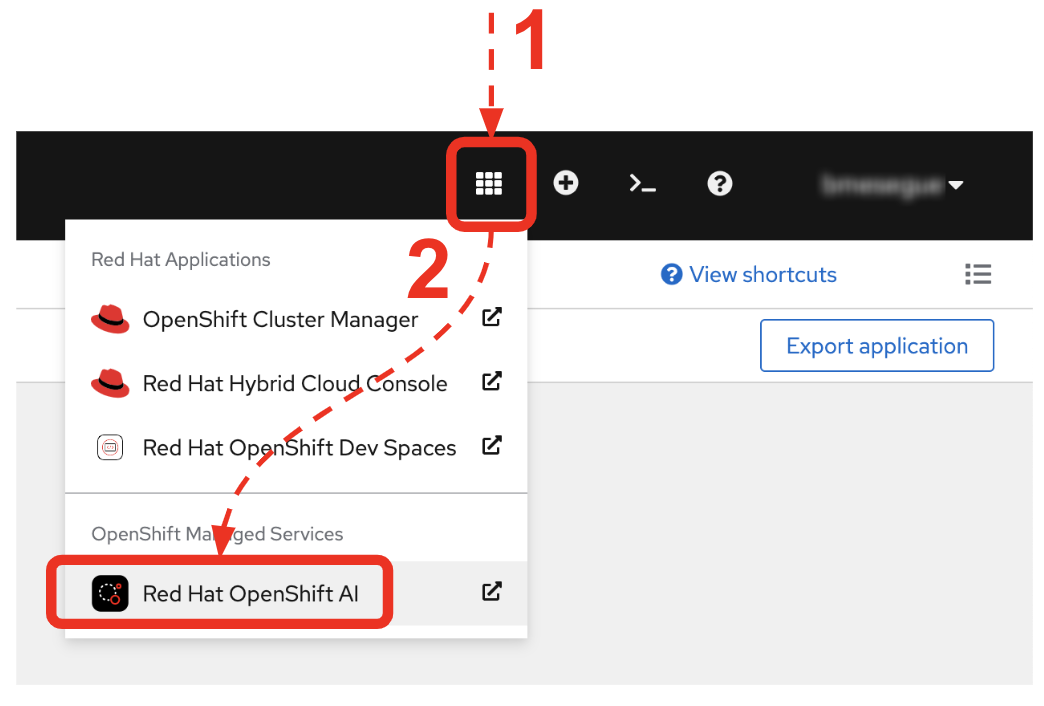 1
2
Red Hat Applications
View shortcuts
OpenShift Cluster Manager
Export application
Red Hat Hybrid Cloud Console
Red Hat OpenShift Dev Spaces
OpenShift Managed Services
Red Hat OpenShift AI